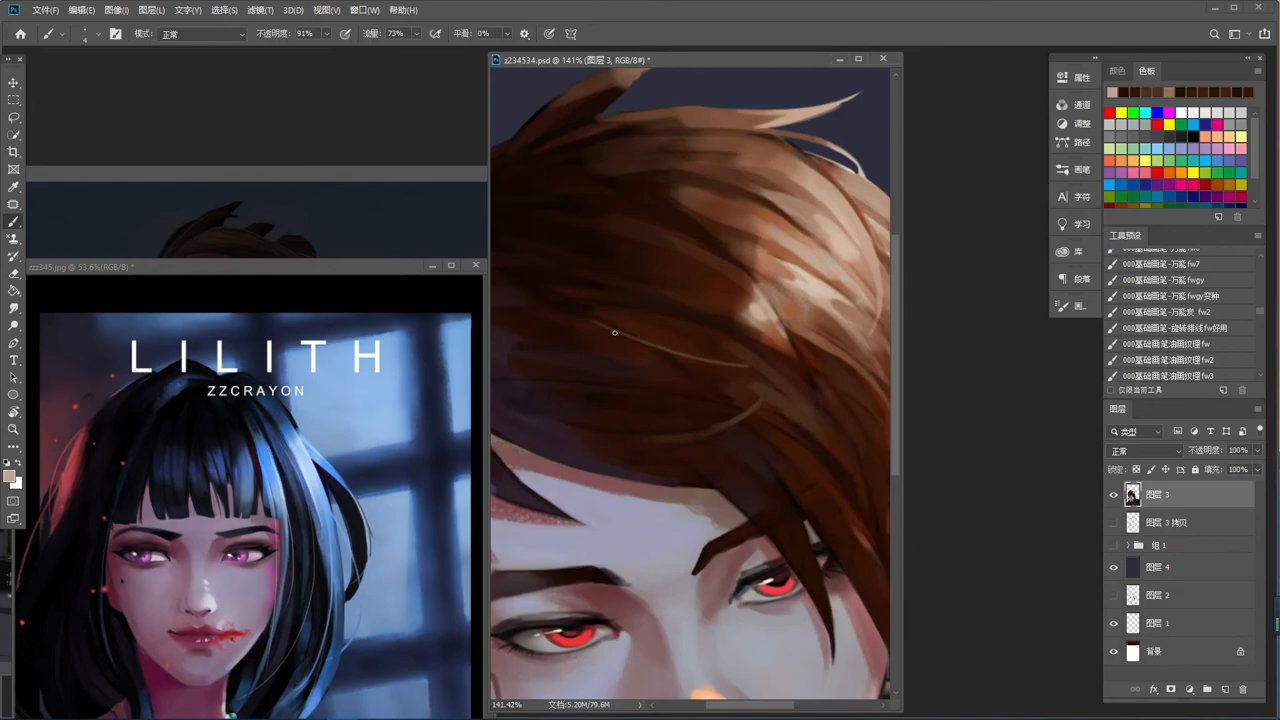 Ps 文件(F) 编辑(E) 图像(I) 图层(L) 文字(Y) 选择(S) 滤镜(T) 3D(D) 视图(V) 窗口(W) 帮助(H)
4 模式: 正常 不透明度: 91% 流量: 73% 平滑: 0%
z234534.psd @ 141% (图层 3, RGB/8#) *
zzz345.jpg @ 53.6%(RGB/8) *
LILITH
ZZCRAYON
141.42% 文档:5.20M/79.6M
属性
通道
调整
路径
画笔
字符
学习
库
段落
画...
颜色 色板
工具预设
000基础画笔-万能fw7
000基础画笔-万能fwgy
000基础画笔-万能fwgy变种
000基础画笔-万能炭 fw2
000基础画笔-旋转排线fw好用
000基础画笔-油画纹理fw
000基础画笔-油画纹理fw2
000基础画笔-油画纹理fw3
仅限当前工具
图层
类型
正常 不透明度: 100%
锁定: 填充: 100%
图层 3
图层 3 拷贝
组 1
图层 4
图层 2
图层 1
背景